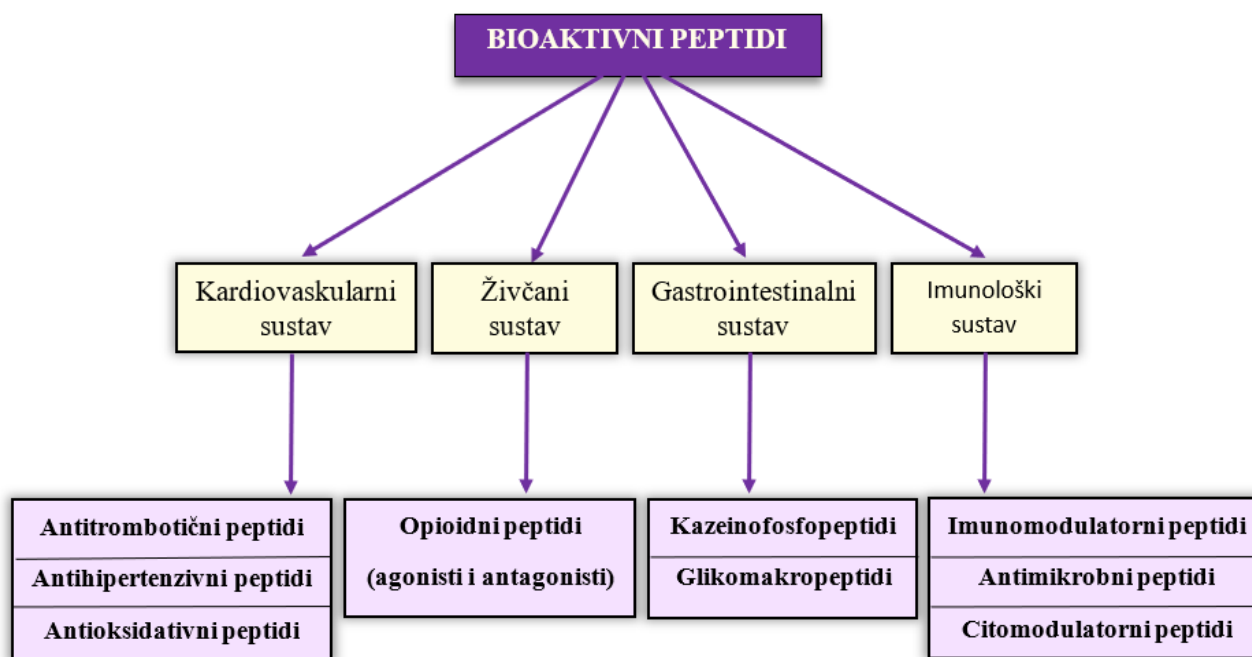 BIOAKTIVNI PEPTIDI
Kardiovaskularni
sustav
Živčani
sustav
Gastrointestinalni
sustav
Imunološki
sustav
Antitrombotični peptidi
Antihipertenzivni peptidi
Antioksidativni peptidi
Opioidni peptidi
(agonisti i antagonisti)
Kazeinofosfopeptidi
Glikomakropeptidi
Imunomodulatorni peptidi
Antimikrobni peptidi
Citomodulatorni peptidi